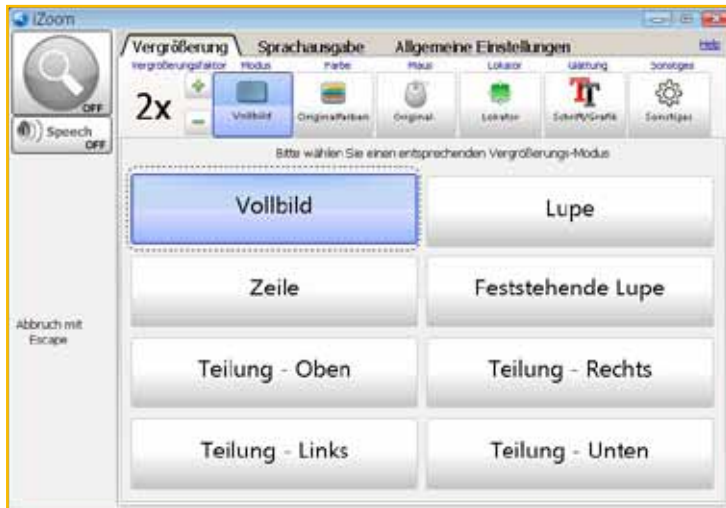 iZoom
Vergrößerung Sprachausgabe Allgemeine Einstellungen Help
Vergrößerungsfaktor Modus Farbe Maus Lokator Glättung Sonstiges
OFF
2x + - Vollbild Originalfarben Original Lokator Schrift/Grafik Sonstiges
Speech OFF
Bitte wählen Sie einen entsprechenden Vergrößerungs-Modus
Vollbild Lupe
Zeile Feststehende Lupe
Abbruch mit
Escape
Teilung - Oben Teilung - Rechts
Teilung - Links Teilung - Unten